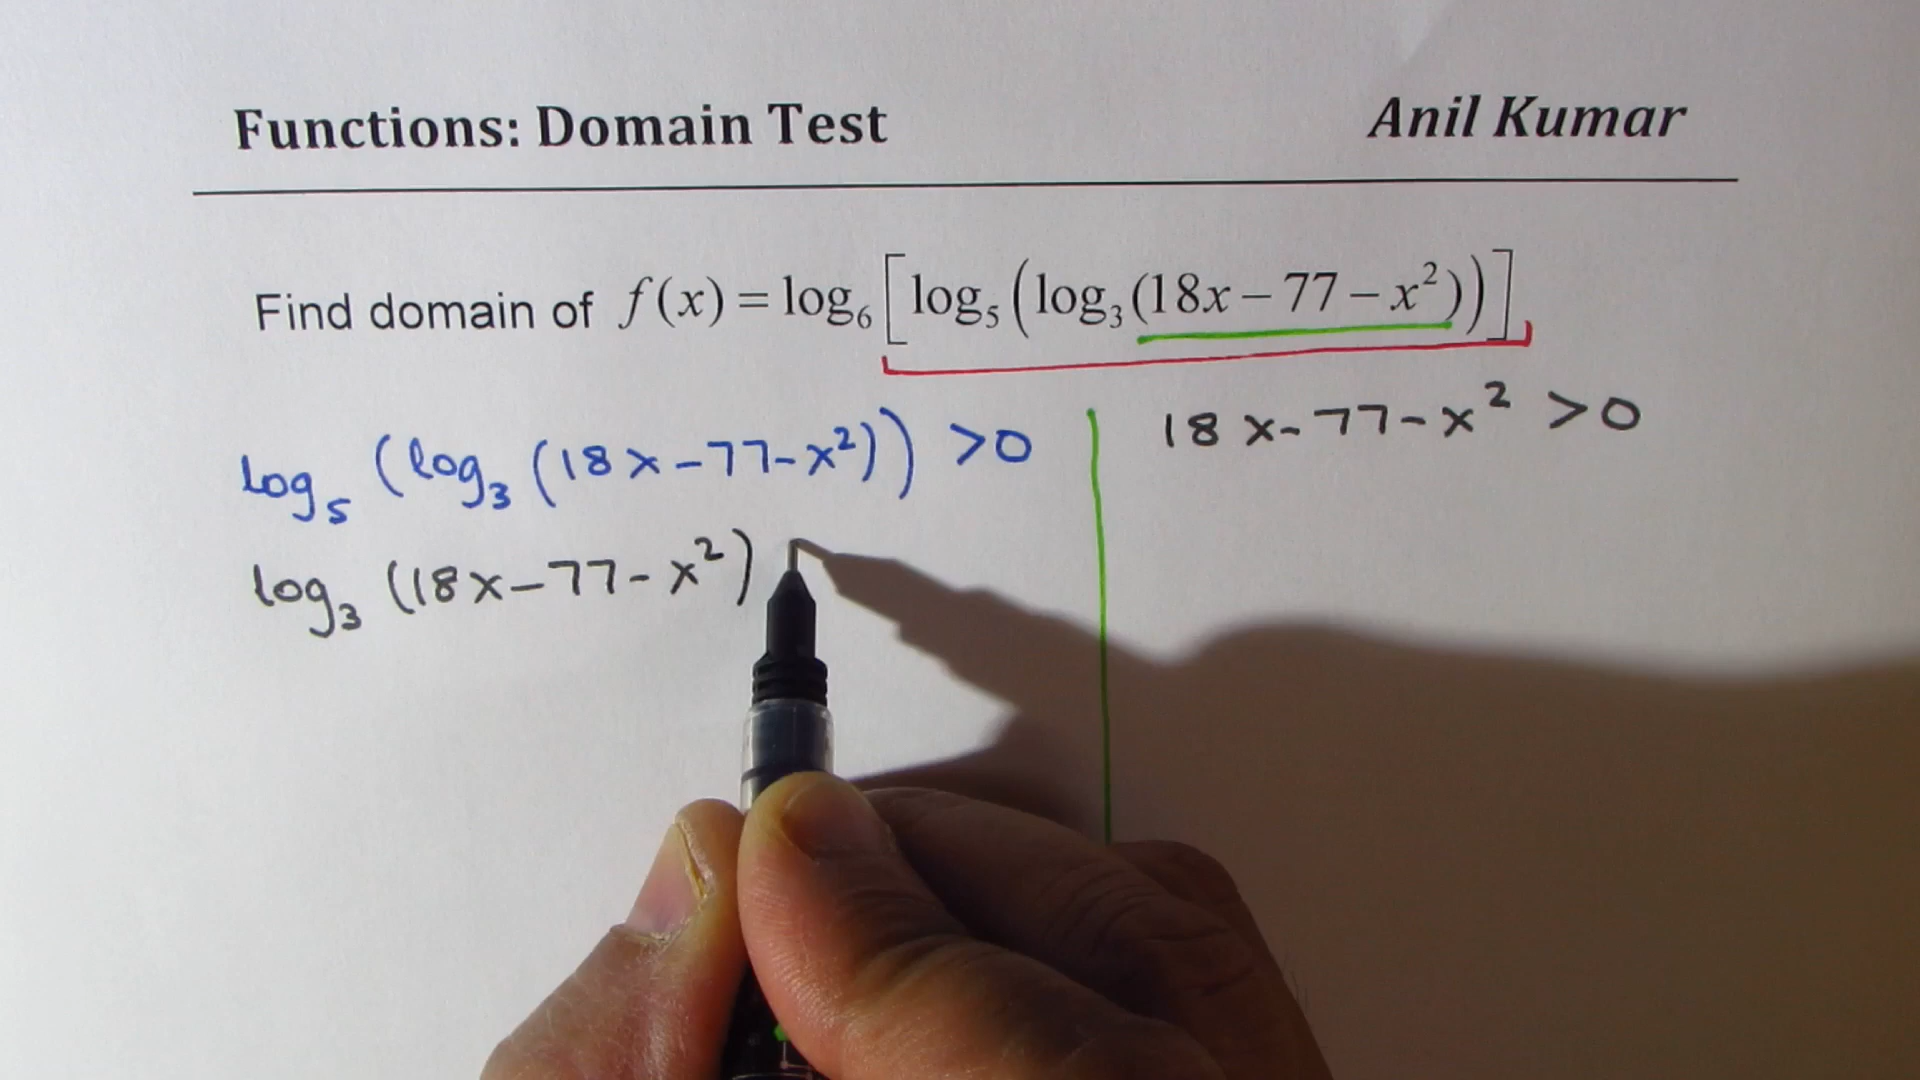 Functions: Domain Test Anil Kumar
Find domain of f(x) = log₆[log₅(log₃(18x − 77 − x²))]
log₅ (log₃ (18x − 77 − x²)) > 0
18x − 77 − x² > 0
log₃ (18x − 77 − x²)